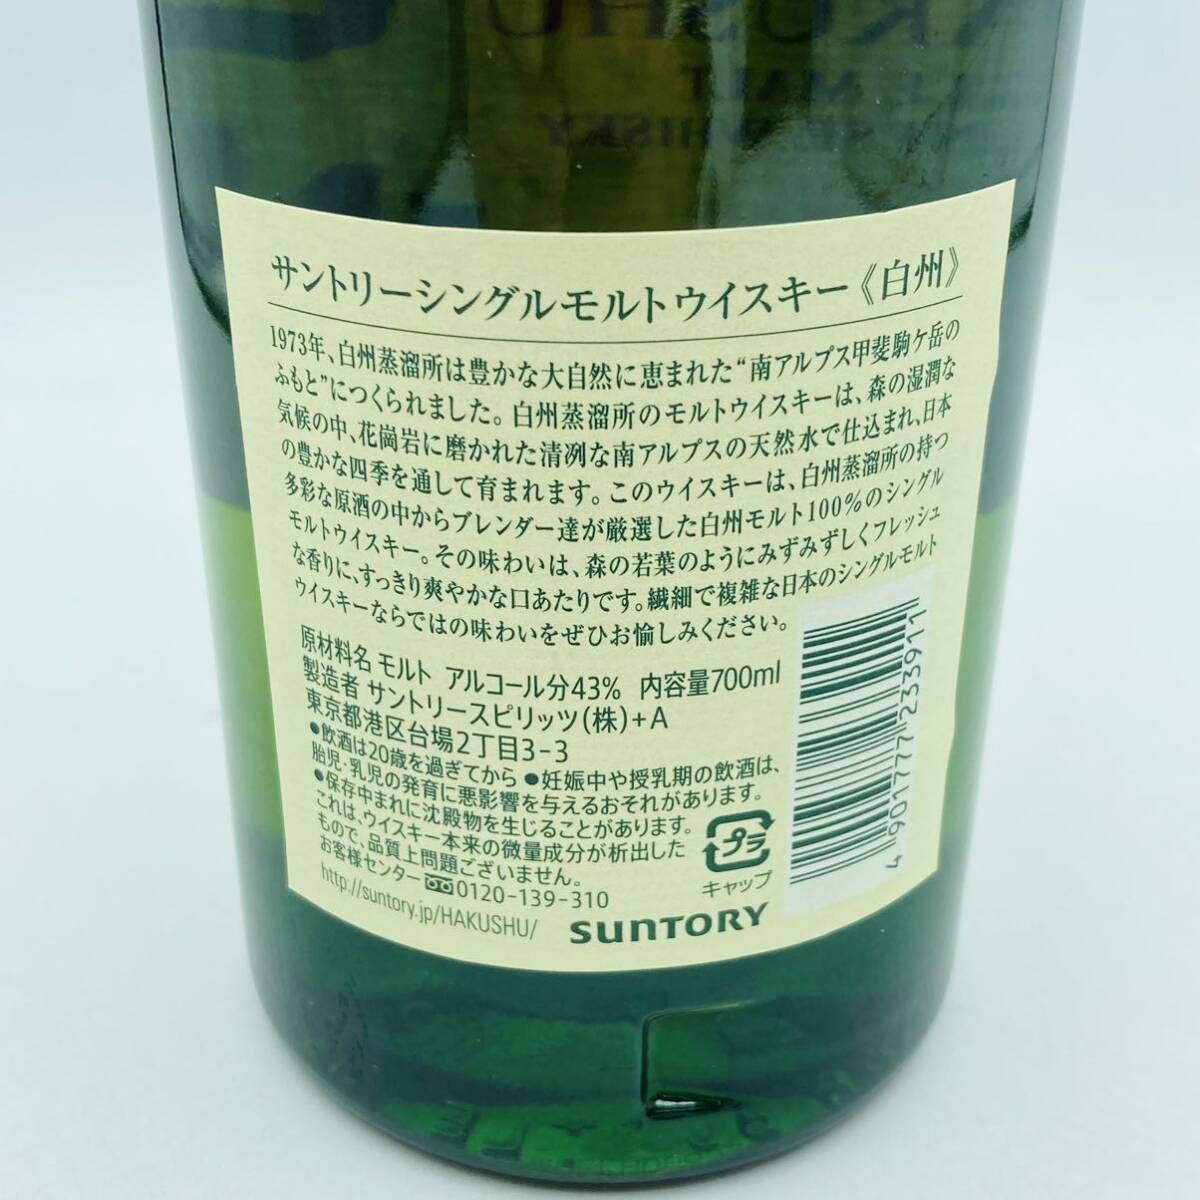 サントリーシングルモルトウイスキー《白州》
1973年、白州蒸溜所は豊かな大自然に恵まれた“南アルプス甲斐駒ケ岳の
ふもと”につくられました。白州蒸溜所のモルトウイスキーは、森の湿潤な
気候の中、花崗岩に磨かれた清冽な南アルプスの天然水で仕込まれ、日本
の豊かな四季を通して育まれます。このウイスキーは、白州蒸溜所の持つ
多彩な原酒の中からブレンダー達が厳選した白州モルト100%のシングル
モルトウイスキー。その味わいは、森の若葉のようにみずみずしくフレッシュ
な香りに、すっきり爽やかな口あたりです。繊細で複雑な日本のシングルモルト
ウイスキーならではの味わいをぜひお愉しみください。
原材料名 モルト アルコール分43% 内容量700ml
製造者 サントリースピリッツ(株)+A
東京都港区台場2丁目3-3
●飲酒は20歳を過ぎてから ●妊娠中や授乳期の飲酒は、
胎児・乳児の発育に悪影響を与えるおそれがあります。
●保存中まれに沈殿物を生じることがあります。
これは、ウイスキー本来の微量成分が析出した
もので、品質上問題ございません。
お客様センター 0120-139-310
http://suntory.jp/HAKUSHU/
SUNTORY
プラ
キャップ
4 901777 233911